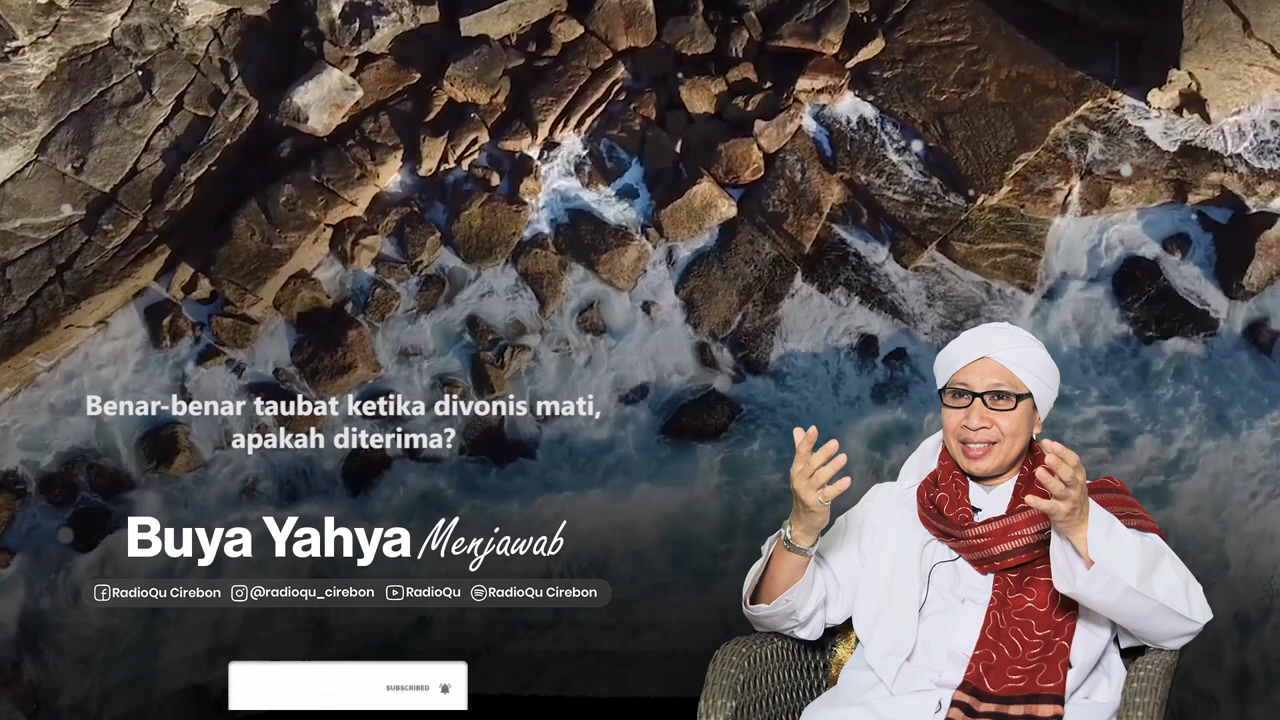 Benar-benar taubat ketika divonis mati,
apakah diterima?
Buya Yahya Menjawab
RadioQu Cirebon @radioqu_cirebon RadioQu RadioQu Cirebon
SUBSCRIBED